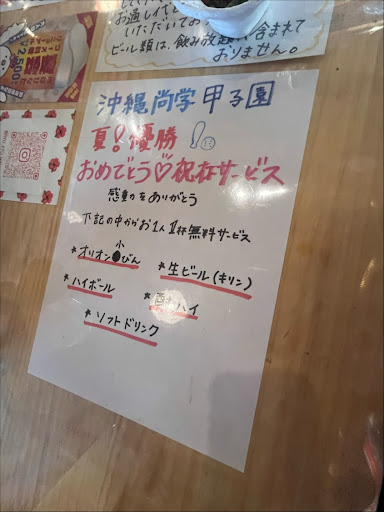 お過しイただ
いただいてお
ビール類は、飲み放題に含まれて
おりません。
2,500
沖縄尚学 甲子園
夏!優勝
おめでとう♡祝杯サービス
感動をありがとう
下記の中からお1人1杯無料サービス
*オリオン小びん
*生ビール(キリン)
*ハイボール
*酎ハイ
*ソフトドリンク